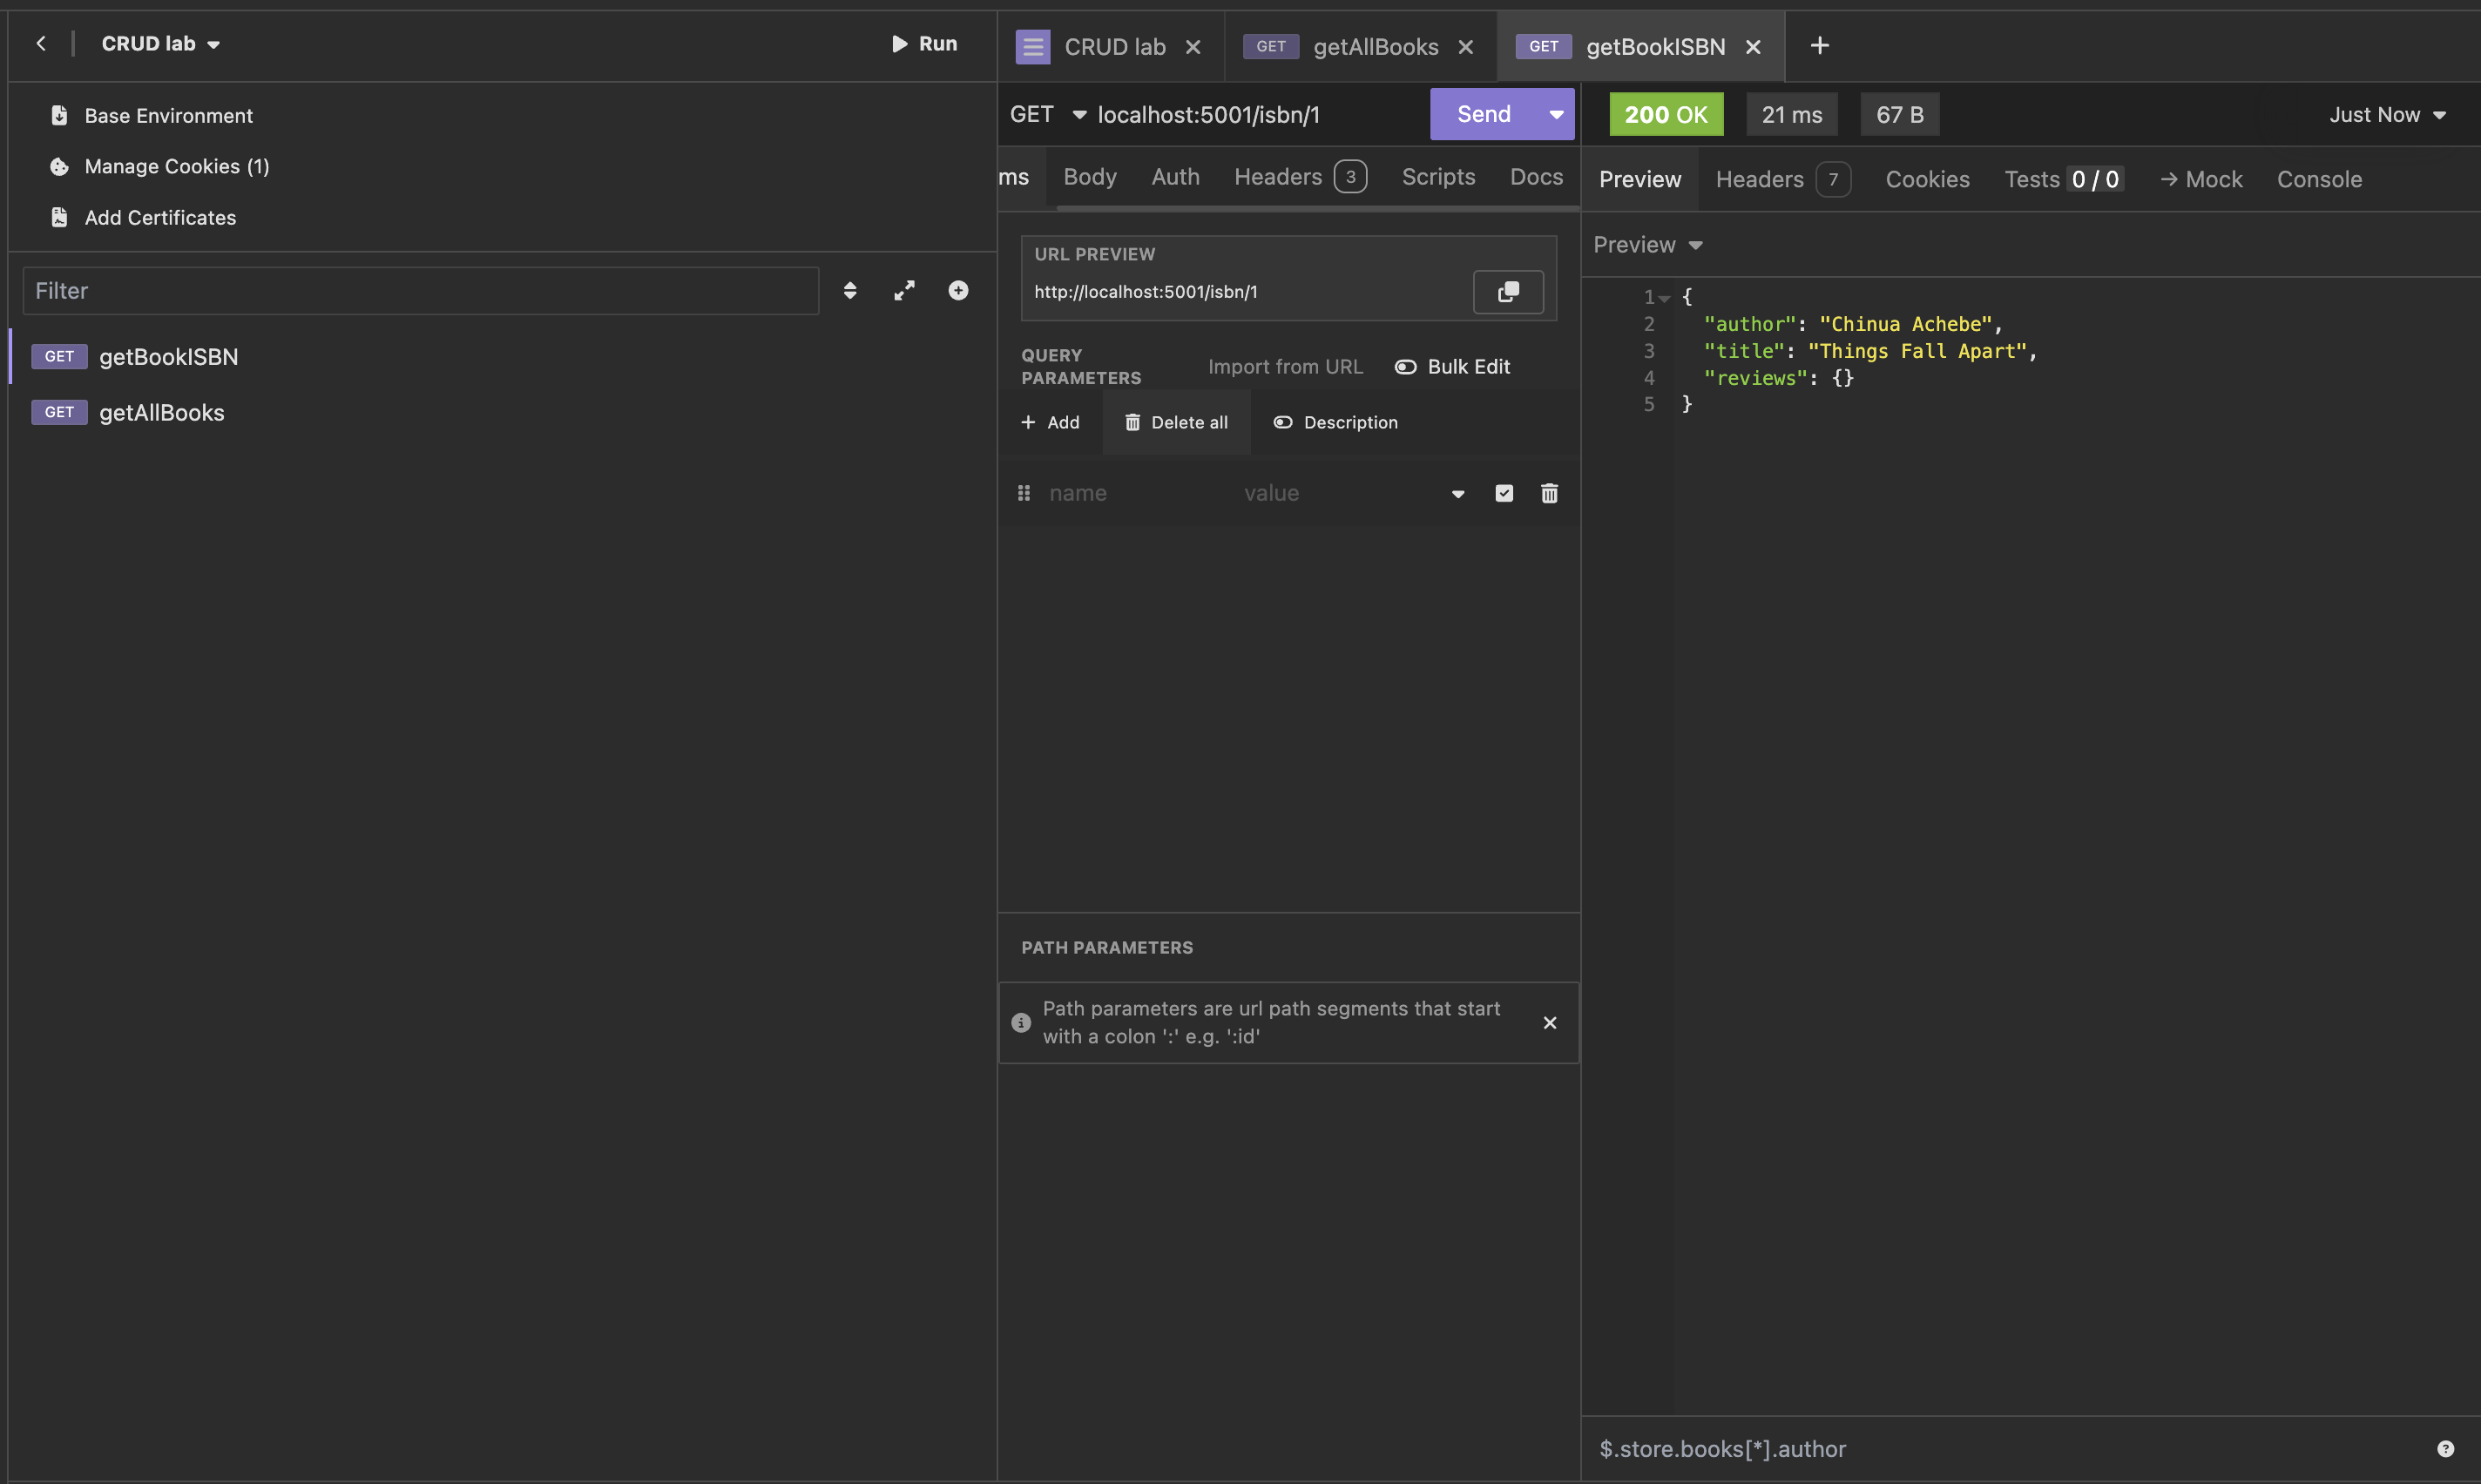 CRUD lab
Run
CRUD lab
GET getAllBooks
GET getBookISBN
Base Environment
Manage Cookies (1)
Add Certificates
Filter
GET getBookISBN
GET getAllBooks
GET localhost:5001/isbn/1 Send
ms Body Auth Headers 3 Scripts Docs
URL PREVIEW
http://localhost:5001/isbn/1
QUERY PARAMETERS
Import from URL
Bulk Edit
Add
Delete all
Description
name
value
PATH PARAMETERS
Path parameters are url path segments that start
with a colon ':' e.g. ':id'
200 OK 21 ms 67 B Just Now
Preview Headers 7 Cookies Tests 0 / 0 → Mock Console
Preview
1 {
2 "author": "Chinua Achebe",
3 "title": "Things Fall Apart",
4 "reviews": {}
5 }
$.store.books[*].author